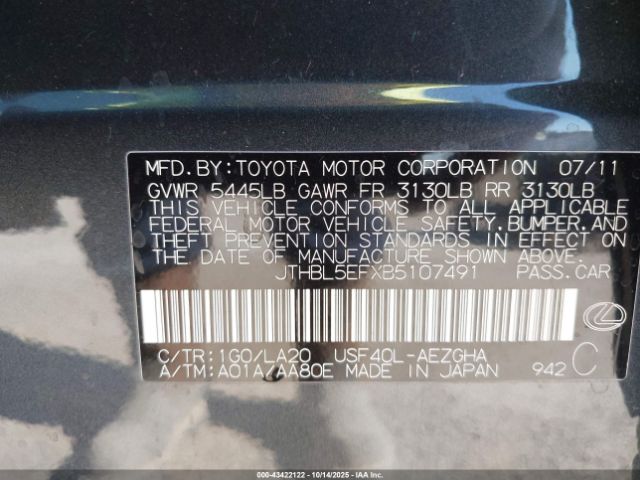 MFD.BY:TOYOTA MOTOR CORPORATION 07/11
GVWR 5445LB GAWR FR 3130LB RR 3130LB
THIS VEHICLE CONFORMS TO ALL APPLICABLE
FEDERAL MOTOR VEHICLE SAFETY,BUMPER,AND
THEFT PREVENTION STANDARDS IN EFFECT ON
THE DATE OF MANUFACTURE SHOWN ABOVE.
JTHBL5EFXB5107491 PASS.CAR
C/TR:1G0/LA20 USF40L-AEZGHA
A/TM:A01A/AA80E MADE IN JAPAN 942 C
000-43422122 - 10/14/2025 - IAA Inc.